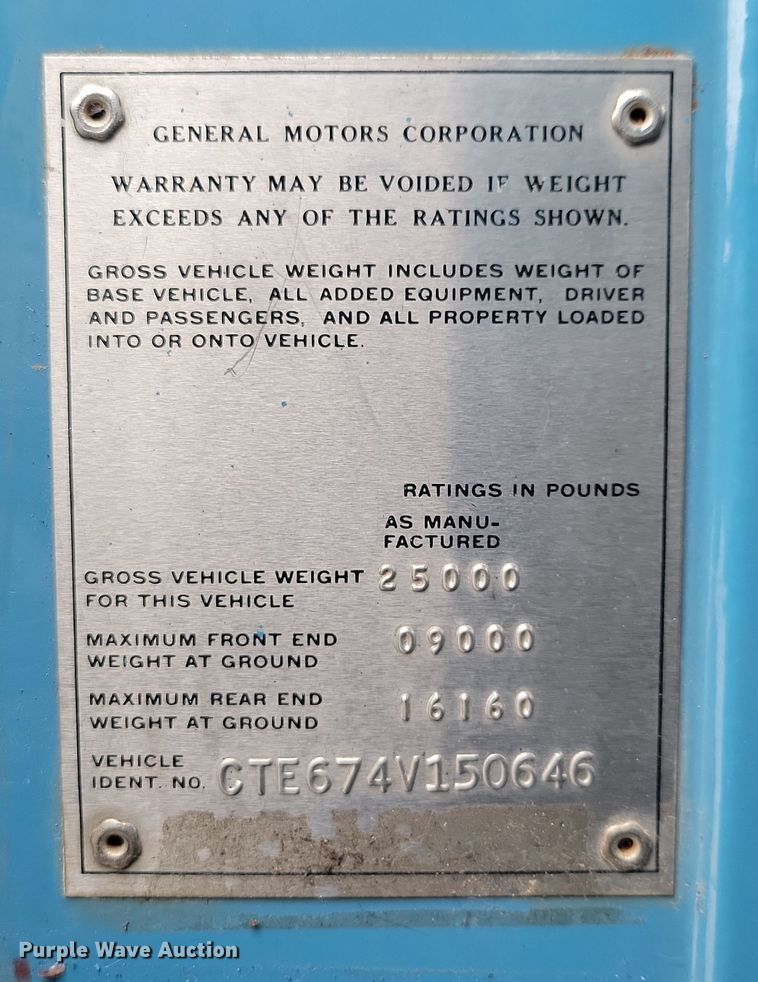 GENERAL MOTORS CORPORATION
WARRANTY MAY BE VOIDED IF WEIGHT
EXCEEDS ANY OF THE RATINGS SHOWN.
GROSS VEHICLE WEIGHT INCLUDES WEIGHT OF
BASE VEHICLE, ALL ADDED EQUIPMENT, DRIVER
AND PASSENGERS, AND ALL PROPERTY LOADED
INTO OR ONTO VEHICLE.
RATINGS IN POUNDS
AS MANU-
FACTURED
GROSS VEHICLE WEIGHT 25000
FOR THIS VEHICLE
MAXIMUM FRONT END 09000
WEIGHT AT GROUND
MAXIMUM REAR END 16160
WEIGHT AT GROUND
VEHICLE
IDENT. NO. CTE674V150646
Purple Wave Auction